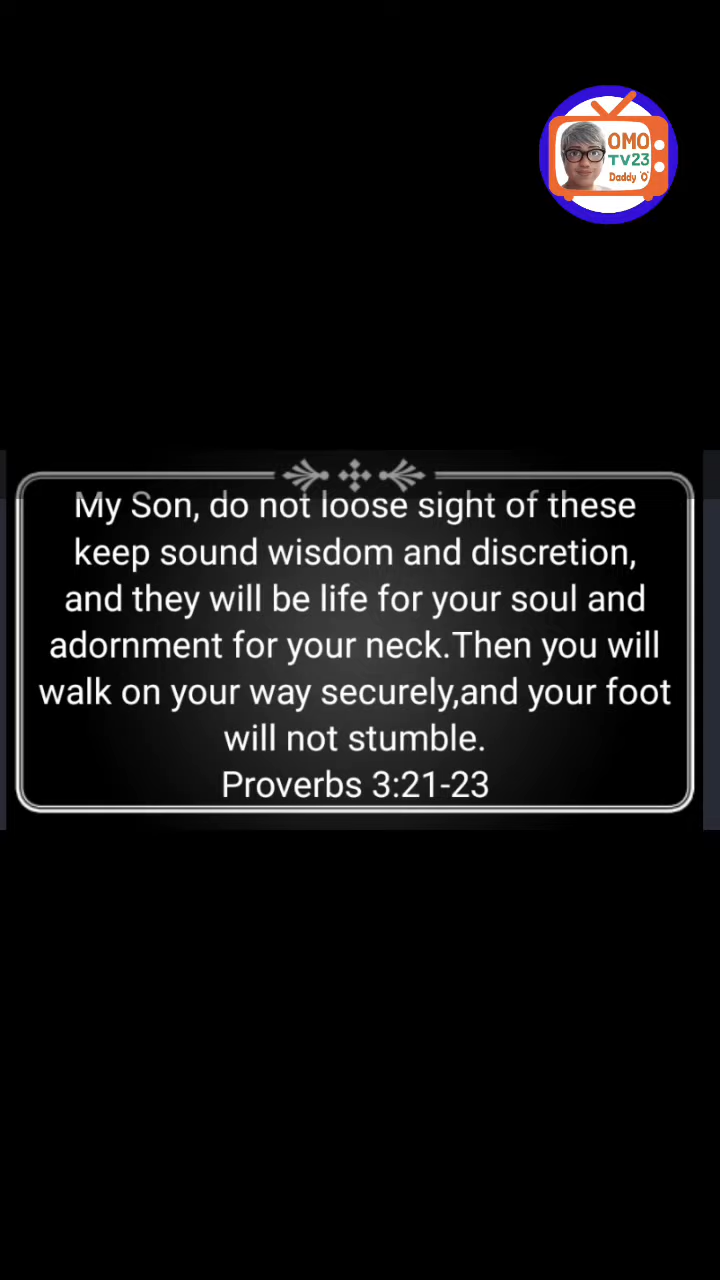 OMO
TV23
Daddy 'O'
My Son, do not loose sight of these
keep sound wisdom and discretion,
and they will be life for your soul and
adornment for your neck.Then you will
walk on your way securely,and your foot
will not stumble.
Proverbs 3:21-23